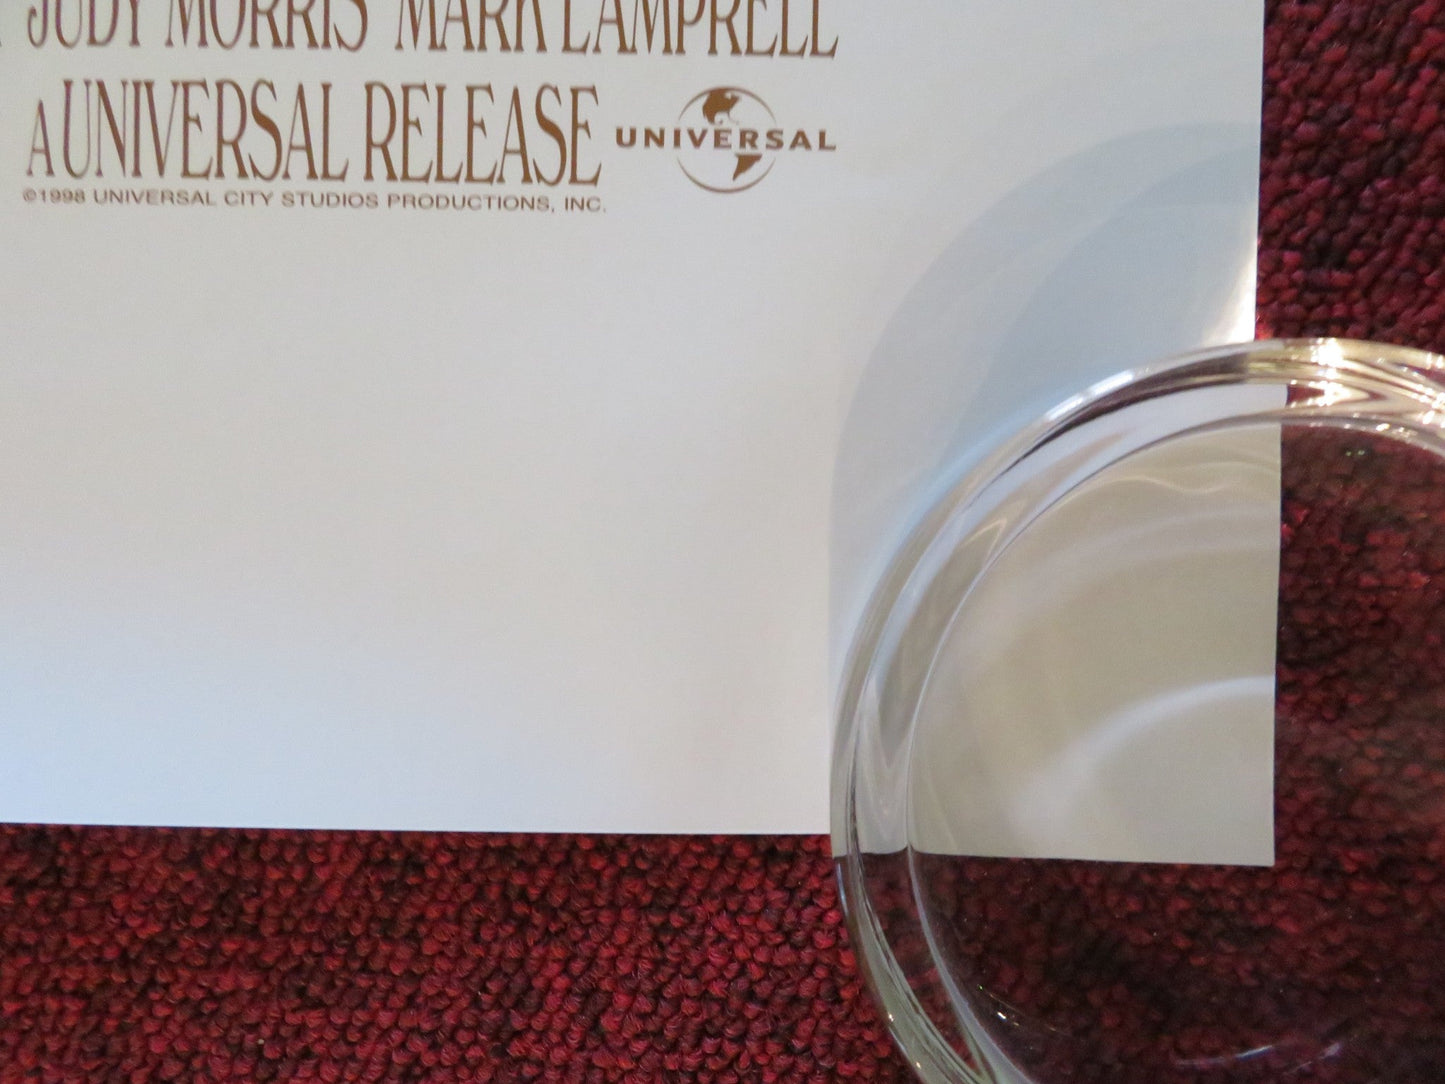 JUDY MORRIS MARK LAMPRELL
A UNIVERSAL RELEASE UNIVERSAL
©1998 UNIVERSAL CITY STUDIOS PRODUCTIONS, INC.